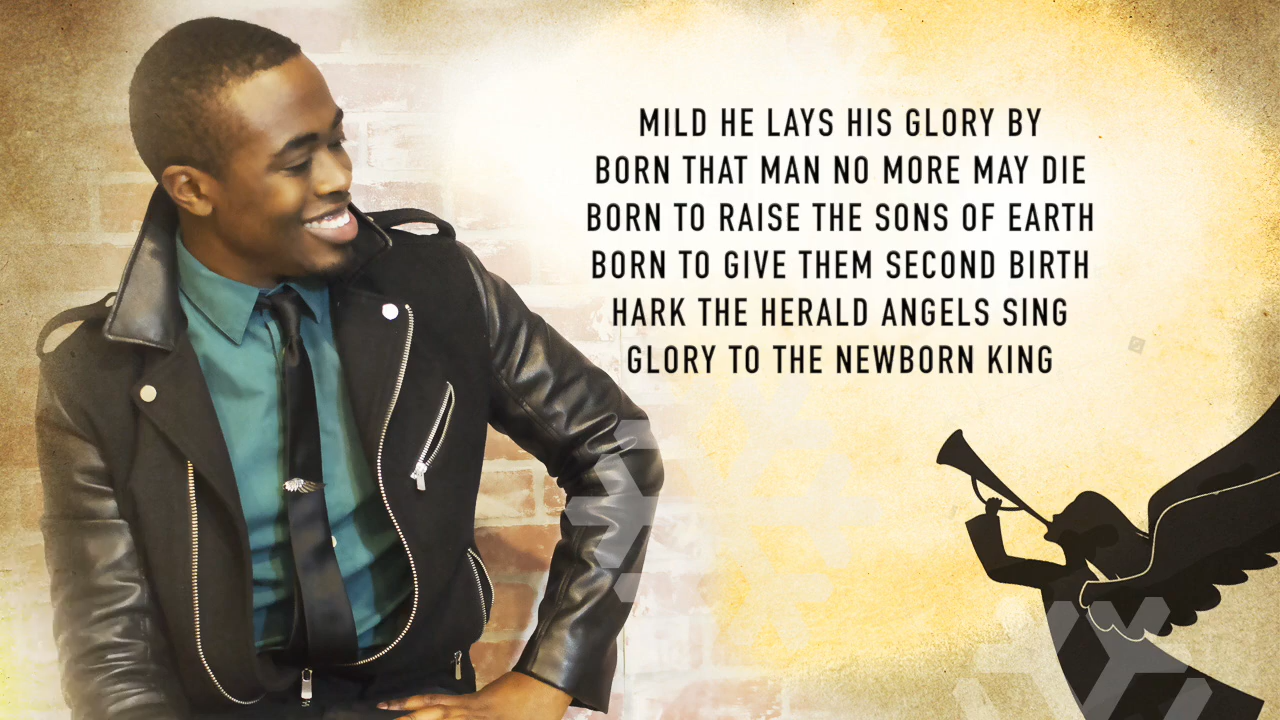 MILD HE LAYS HIS GLORY BY
BORN THAT MAN NO MORE MAY DIE
BORN TO RAISE THE SONS OF EARTH
BORN TO GIVE THEM SECOND BIRTH
HARK THE HERALD ANGELS SING
GLORY TO THE NEWBORN KING